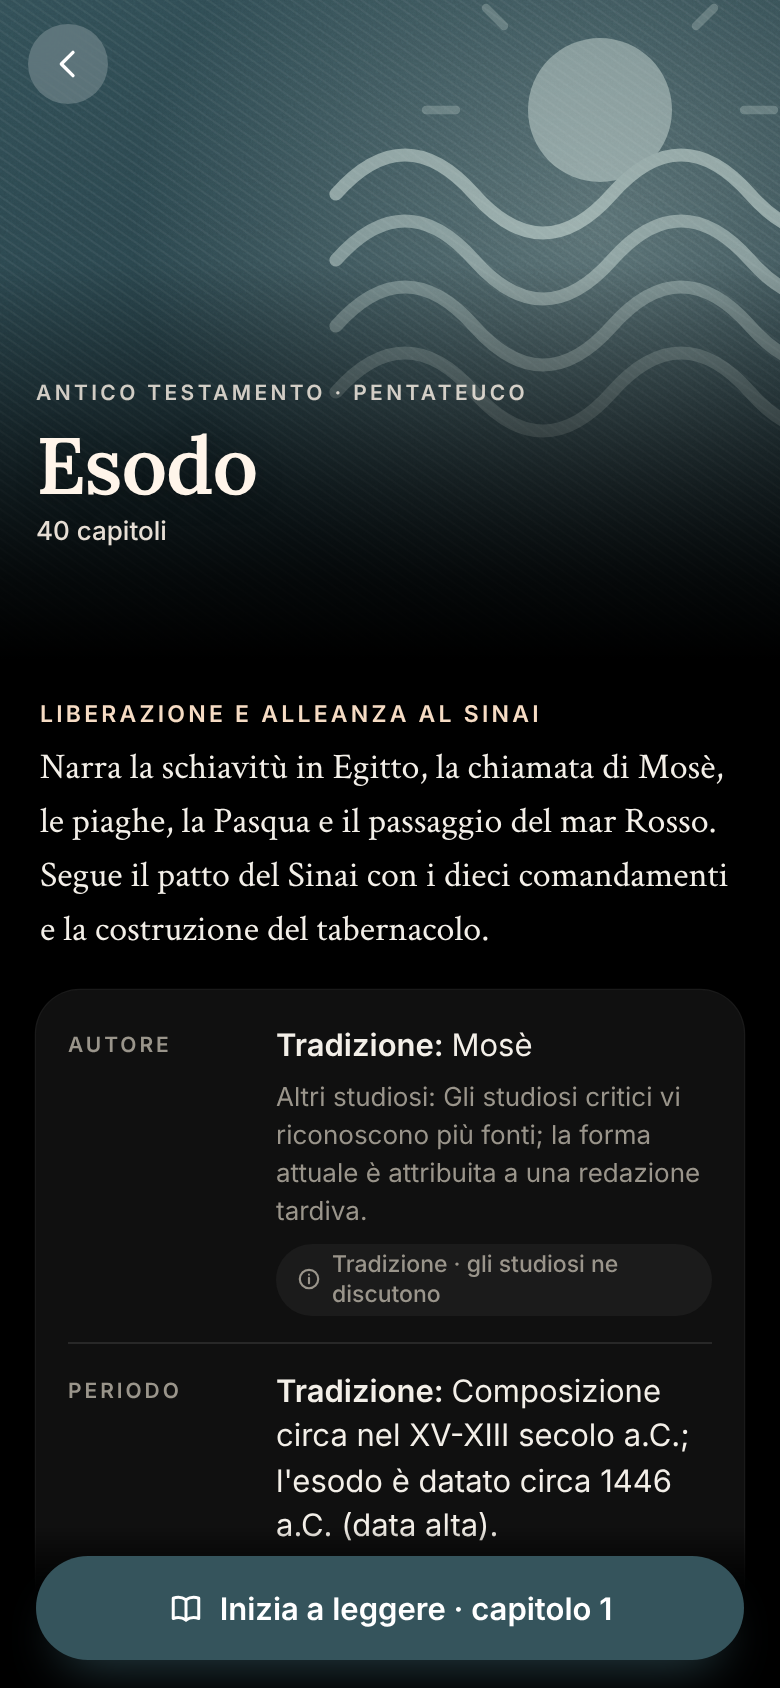 ANTICO TESTAMENTO · PENTATEUCO
Esodo
40 capitoli
LIBERAZIONE E ALLEANZA AL SINAI
Narra la schiavitù in Egitto, la chiamata di Mosè,
le piaghe, la Pasqua e il passaggio del mar Rosso.
Segue il patto del Sinai con i dieci comandamenti
e la costruzione del tabernacolo.
AUTORE
Tradizione: Mosè
Altri studiosi: Gli studiosi critici vi
riconoscono più fonti; la forma
attuale è attribuita a una redazione
tardiva.
Tradizione · gli studiosi ne
discutono
PERIODO
Tradizione: Composizione
circa nel XV-XIII secolo a.C.;
l'esodo è datato circa 1446
a.C. (data alta).
Inizia a leggere · capitolo 1